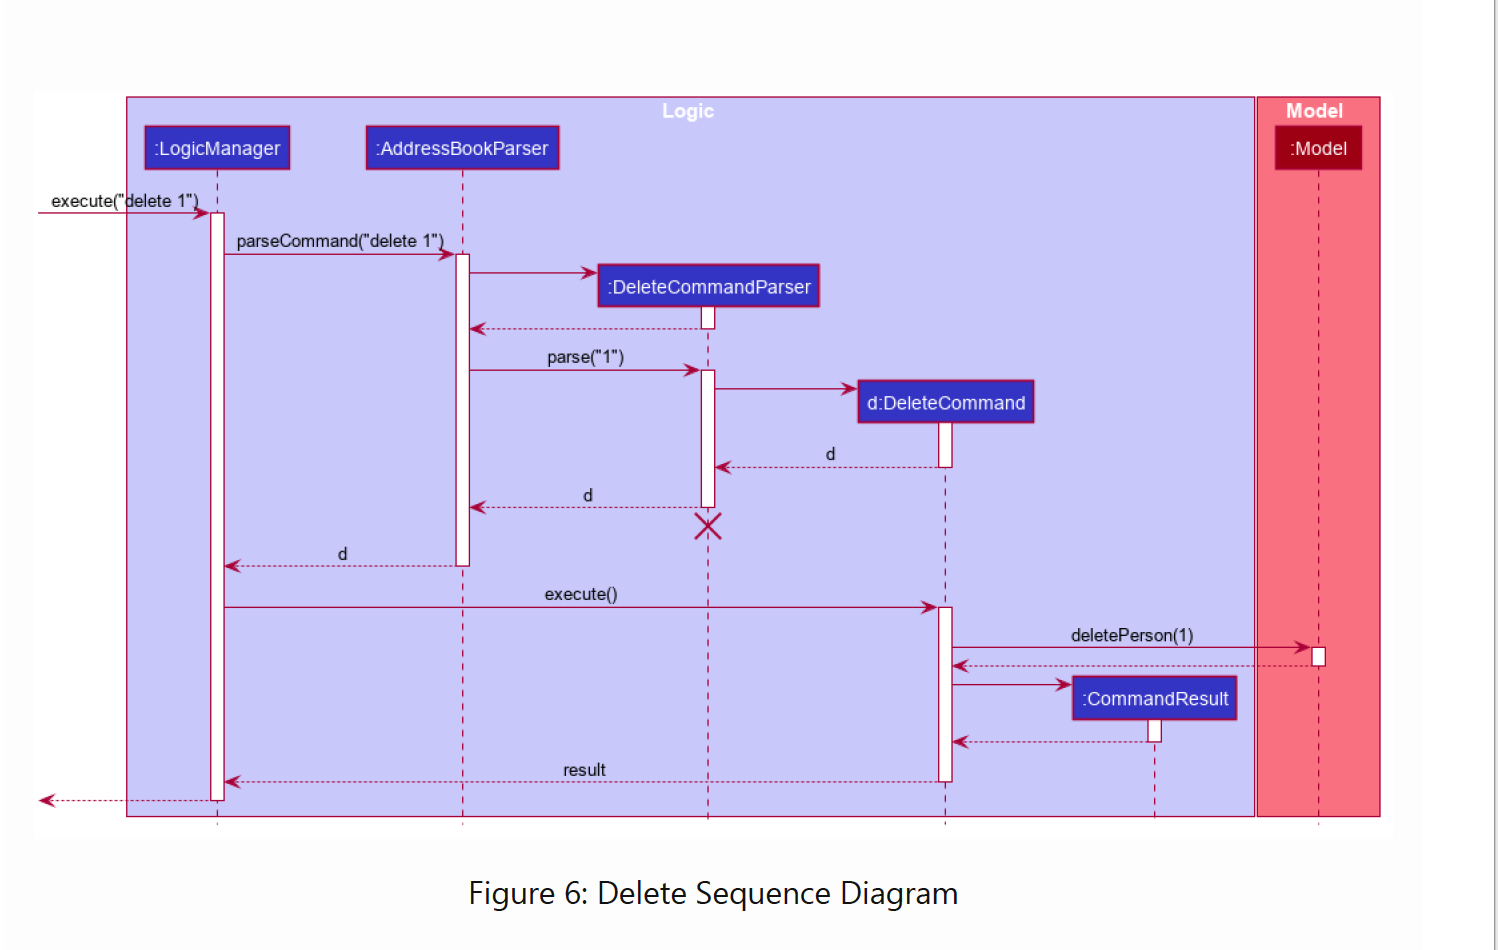 Logic
Model
:LogicManager
:AddressBookParser
:Model
execute("delete 1")
parseCommand("delete 1")
:DeleteCommandParser
parse("1")
d:DeleteCommand
d
d
d
execute()
deletePerson(1)
:CommandResult
result
Figure 6: Delete Sequence Diagram